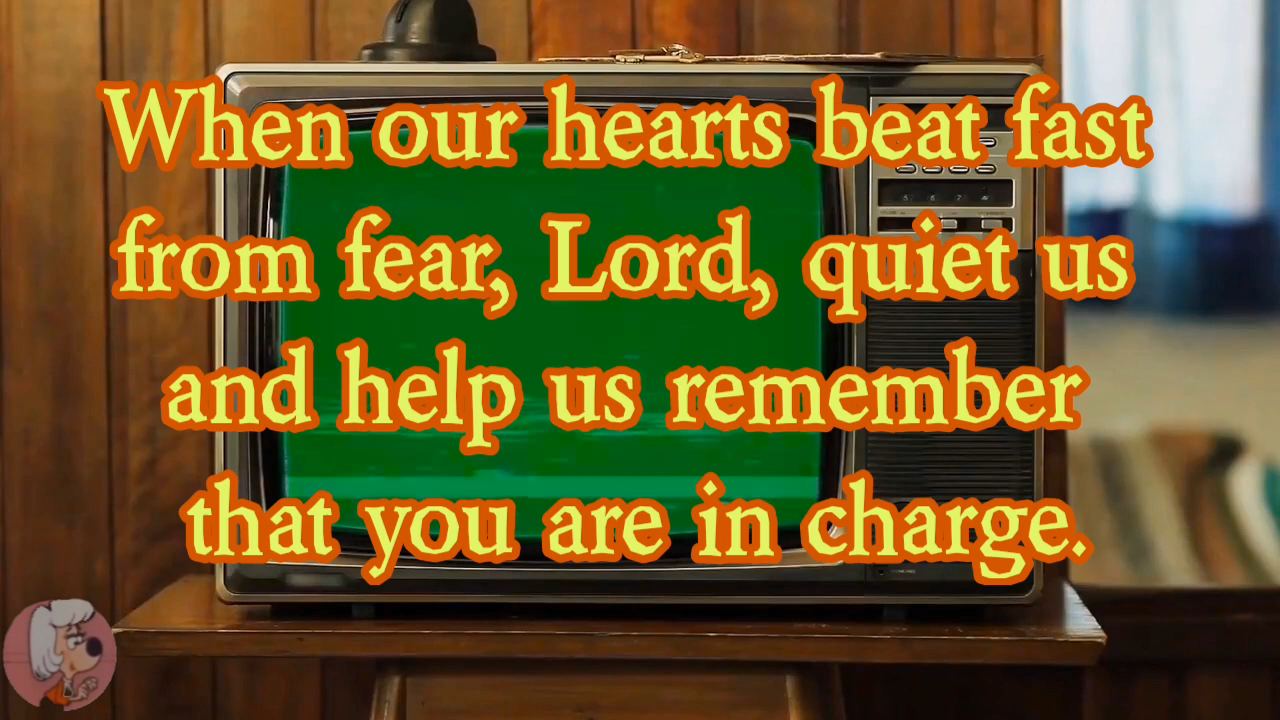 When our hearts beat fast
from fear, Lord, quiet us
and help us remember
that you are in charge.